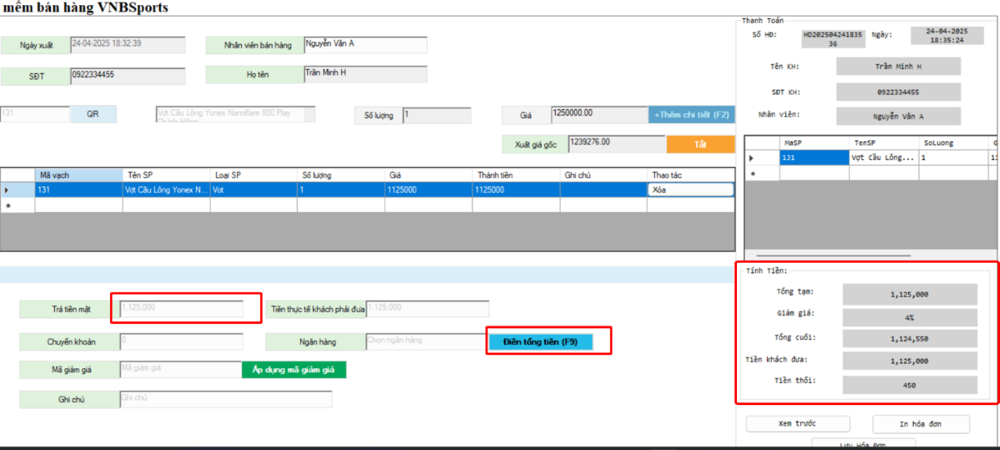 mềm bán hàng VNBSports
Ngày xuất
24-04-2025 18:32:39
Nhân viên bán hàng
Nguyễn Văn A
SĐT
0922334455
Họ tên
Trần Minh H
131
QR
Vợt Cầu Lông Yonex Nanoflare 800 Play
Chính Hãng
Số lượng
1
Giá
1250000.00
+Thêm chi tiết (F2)
Xuất giá gốc
1239276.00
Tắt
Mã vạch Tên SP Loại SP Số lượng Giá Thành tiền Ghi chú Thao tác
131 Vợt Cầu Lông Yonex N... Vot 1 1125000 1125000 Xóa
Trả tiền mặt
1,125,000
Tiền thực tế khách phải đưa
1,125,000
Chuyển khoản
0
Ngân hàng
Chọn ngân hàng
Điền tổng tiền (F9)
Mã giảm giá
Mã giảm giá
Áp dụng mã giảm giá
Ghi chú
Ghi chú
Thanh Toán
Số HĐ:
HD202504241835
36
Ngày:
24-04-2025
18:35:24
Tên KH:
Trần Minh H
SĐT KH:
0922334455
Nhân viên:
Nguyễn Văn A
MaSP TenSP SoLuong G
131 Vợt Cầu Lông... 1 11
Tính Tiền:
Tổng tạm:
1,125,000
Giảm giá:
4%
Tổng cuối:
1,124,550
Tiền khách đưa:
1,125,000
Tiền thối:
450
Xem trước
In hóa đơn
Lưu Hóa Đơn